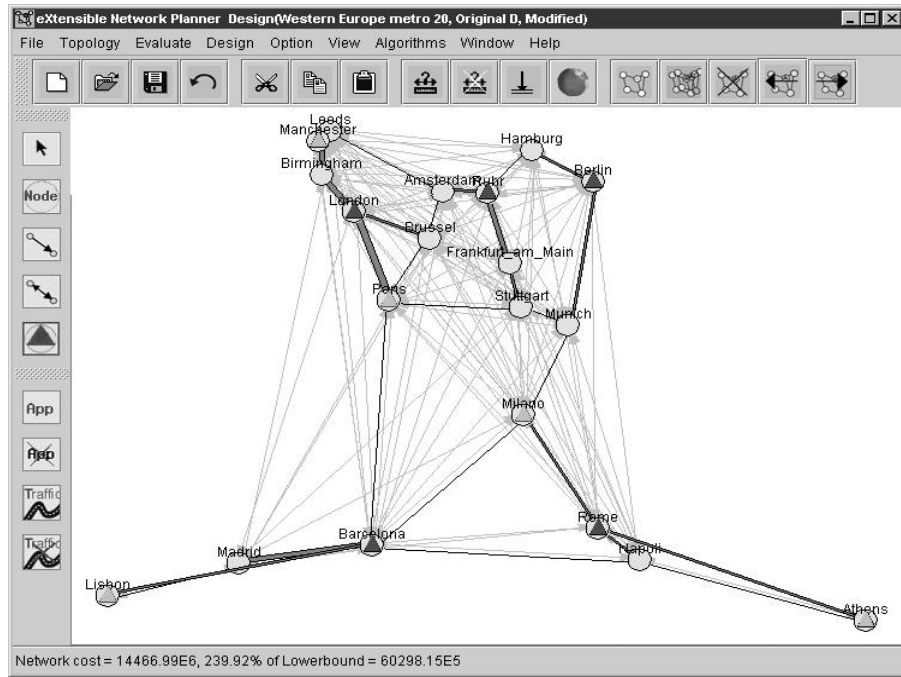 eXtensible Network Planner Design(Western Europe metro 20, Original D, Modified)
File Topology Evaluate Design Option View Algorithms Window Help
Node
App
App
Traffic
Traffic
Leeds
Manchester
Hamburg
Birmingham
Berlin
Amsterdam
Ruhr
London
Brussel
Frankfurt_am_Main
Paris
Stuttgart
Munich
Milano
Rome
Barcelona
Napoli
Madrid
Lisbon
Athens
Network cost = 14466.99E6, 239.92% of Lowerbound = 60298.15E5